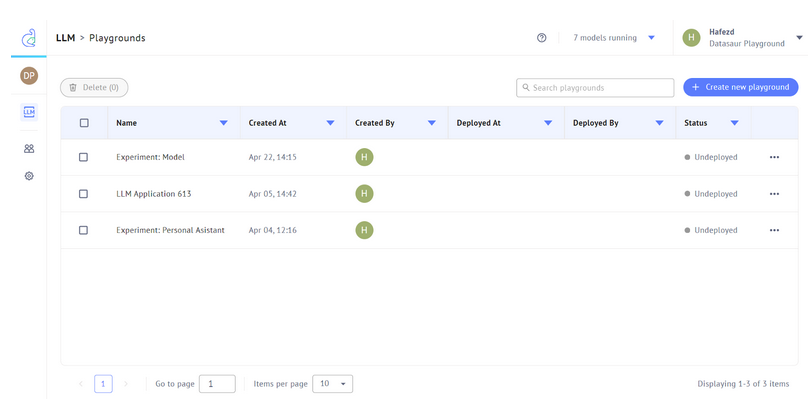 LLM > Playgrounds
7 models running
H
Hafezd
Datasaur Playground
DP
LLM
Delete (0)
Search playgrounds
+ Create new playground
Name Created At Created By Deployed At Deployed By Status
Experiment: Model Apr 22, 14:15 H Undeployed
LLM Application 613 Apr 05, 14:42 H Undeployed
Experiment: Personal Asistant Apr 04, 12:16 H Undeployed
1 Go to page 1 Items per page 10 Displaying 1-3 of 3 items